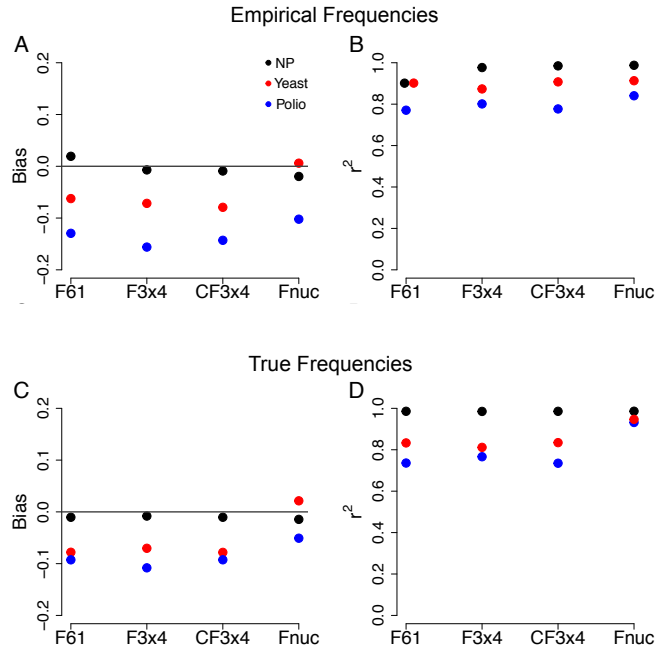 Empirical Frequencies
A
B
NP
Yeast
Polio
Bias
0.2
0.1
0.0
−0.1
−0.2
F61 F3x4 CF3x4 Fnuc
r2
1.0
0.8
0.6
0.4
0.2
0.0
F61 F3x4 CF3x4 Fnuc
True Frequencies
C
D
Bias
0.2
0.1
0.0
−0.1
−0.2
F61 F3x4 CF3x4 Fnuc
r2
1.0
0.8
0.6
0.4
0.2
0.0
F61 F3x4 CF3x4 Fnuc